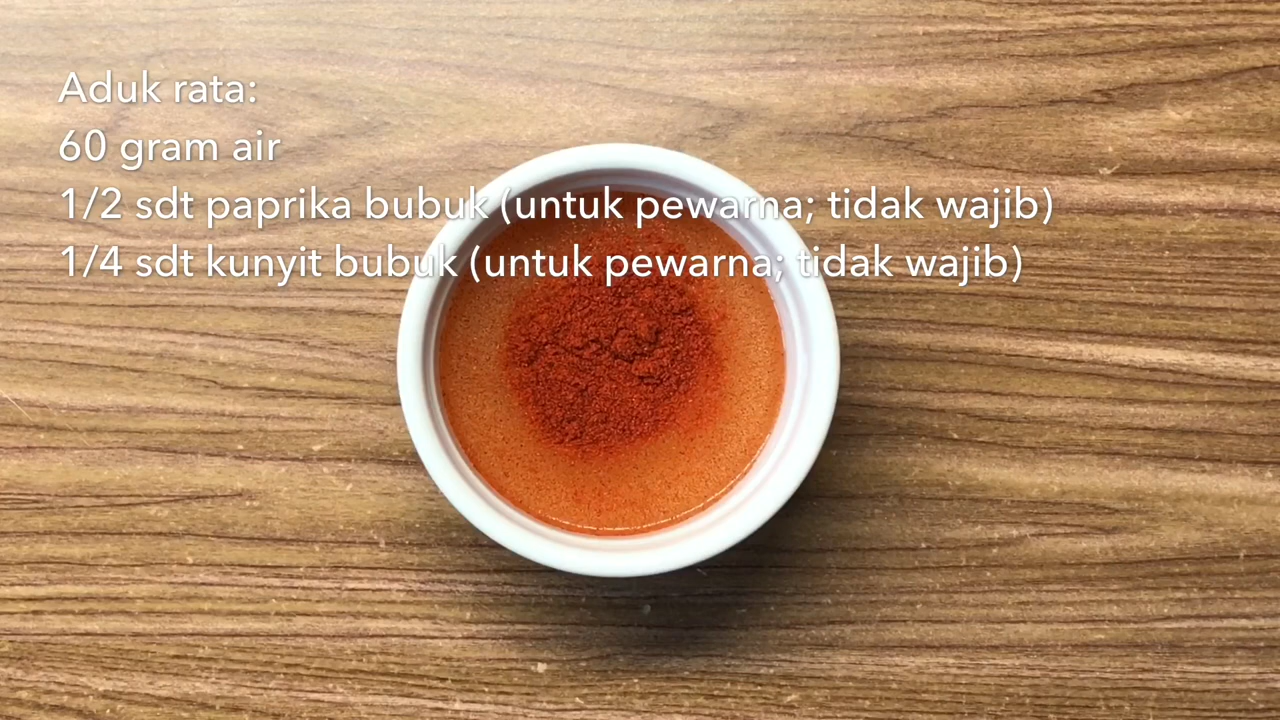 Aduk rata:
60 gram air
1/2 sdt paprika bubuk (untuk pewarna; tidak wajib)
1/4 sdt kunyit bubuk (untuk pewarna; tidak wajib)